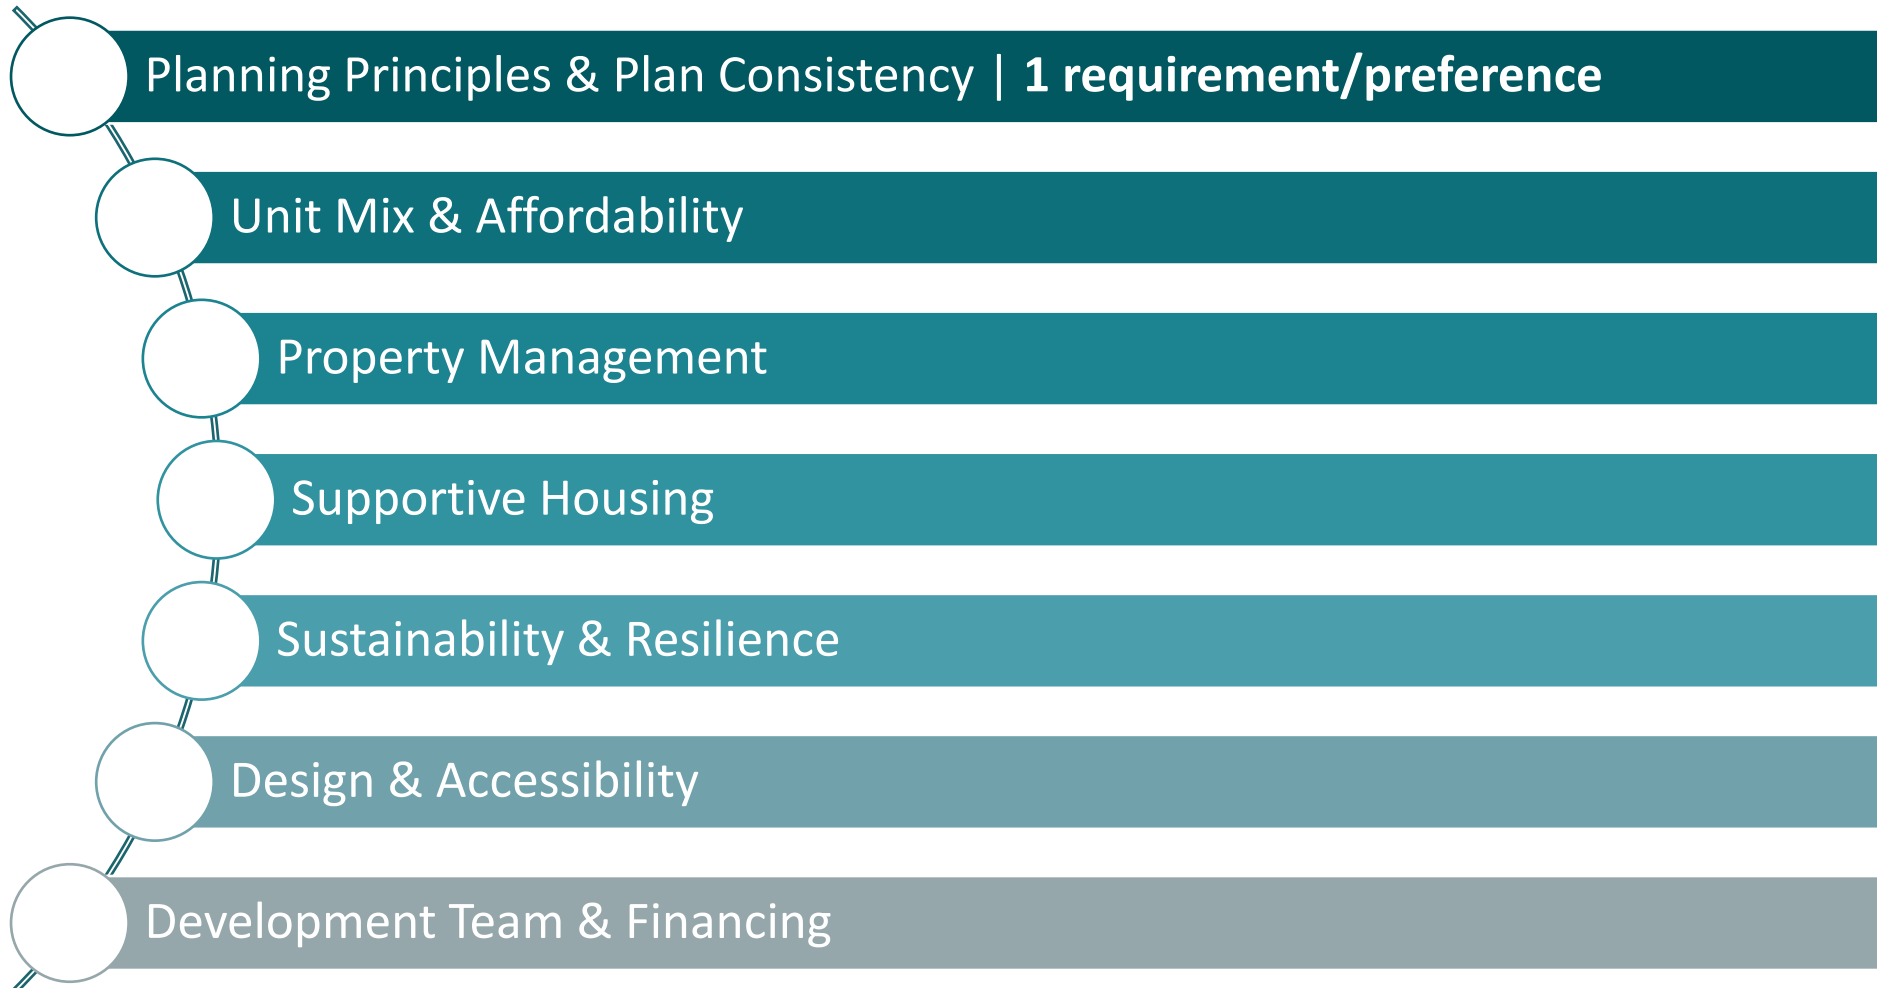 Planning Principles & Plan Consistency | 1 requirement/preference
Unit Mix & Affordability
Property Management
Supportive Housing
Sustainability & Resilience
Design & Accessibility
Development Team & Financing